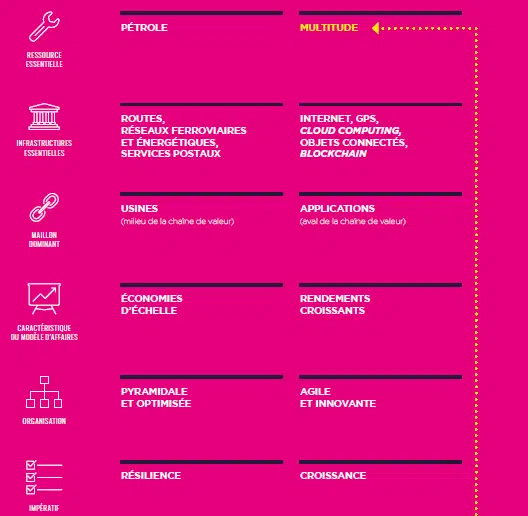 RESSOURCE
ESSENTIELLE
PÉTROLE
MULTITUDE
INFRASTRUCTURES
ESSENTIELLES
ROUTES,
RÉSEAUX FERROVIAIRES
ET ÉNERGÉTIQUES,
SERVICES POSTAUX
INTERNET, GPS,
CLOUD COMPUTING,
OBJETS CONNECTÉS,
BLOCKCHAIN
MAILLON
DOMINANT
USINES
(milieu de la chaîne de valeur)
APPLICATIONS
(aval de la chaîne de valeur)
CARACTÉRISTIQUE
DU MODÈLE D'AFFAIRES
ÉCONOMIES
D'ÉCHELLE
RENDEMENTS
CROISSANTS
ORGANISATION
PYRAMIDALE
ET OPTIMISÉE
AGILE
ET INNOVANTE
IMPÉRATIF
RÉSILIENCE
CROISSANCE